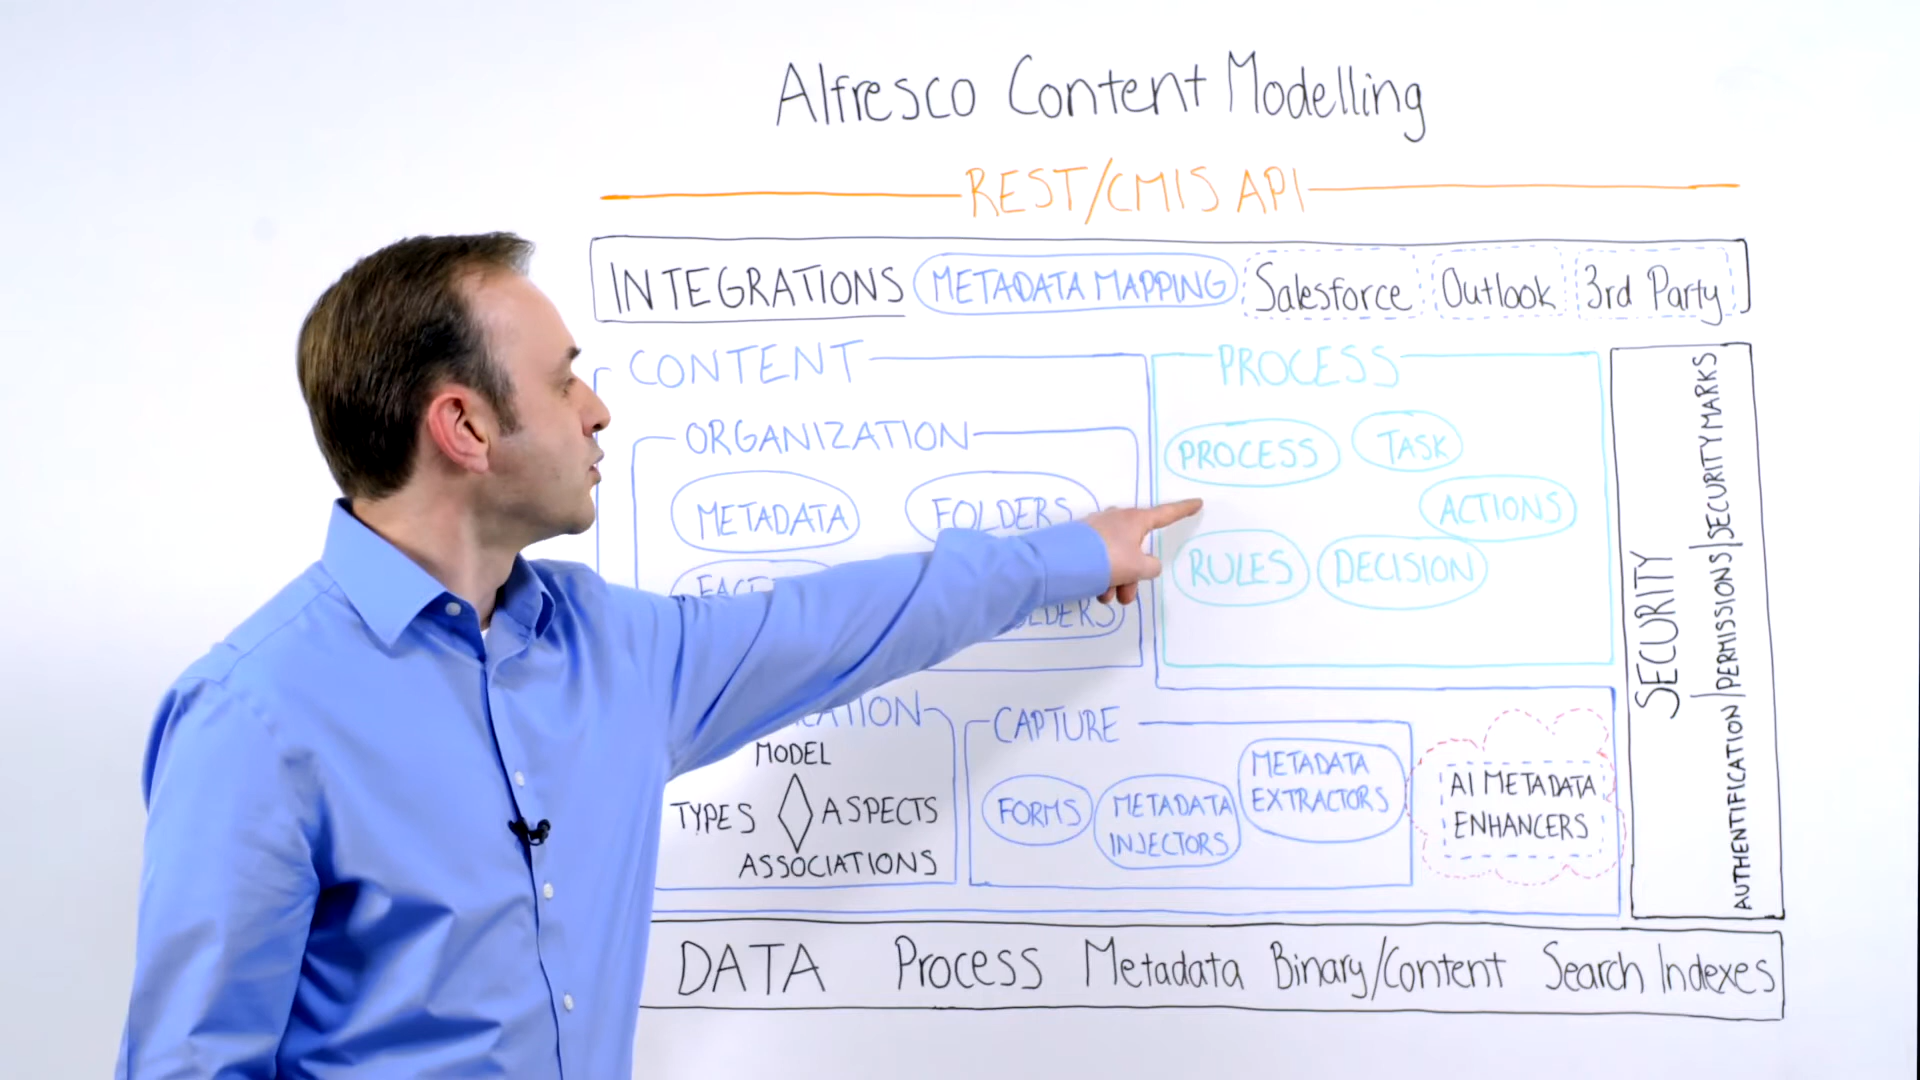 Alfresco Content Modelling
REST/CMIS API
INTEGRATIONS METADATA MAPPING Salesforce Outlook 3rd Party
CONTENT
ORGANIZATION
METADATA FOLDERS
PROCESS
PROCESS TASK
ACTIONS
RULES DECISION
MODEL
TYPES ASPECTS
ASSOCIATIONS
CAPTURE
FORMS
METADATA
INJECTORS
METADATA
EXTRACTORS
AI METADATA
ENHANCERS
SECURITY
AUTHENTIFICATION | PERMISSIONS | SECURITY MARKS
DATA Process Metadata Binary/Content Search Indexes